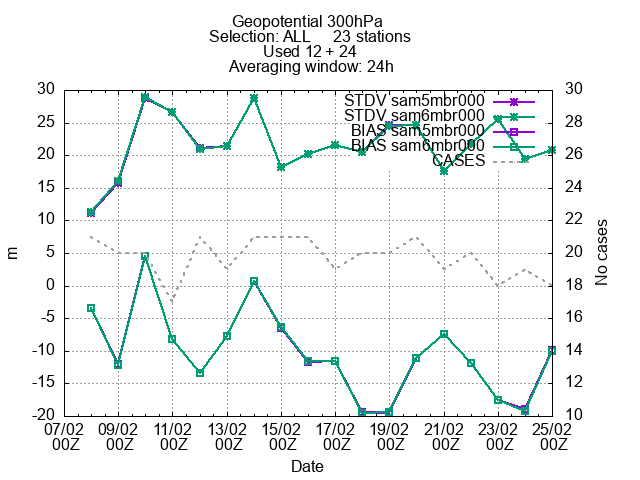 Geopotential 300hPa
Selection: ALL 23 stations
Used 12 + 24
Averaging window: 24h
STDV sam5mbr000
STDV sam6mbr000
BIAS sam5mbr000
BIAS sam6mbr000
CASES
30
25
20
15
10
5
0
-5
-10
-15
-20
m
30
28
26
24
22
20
18
16
14
12
10
No cases
07/02 09/02 11/02 13/02 15/02 17/02 19/02 21/02 23/02 25/02
00Z 00Z 00Z 00Z 00Z 00Z 00Z 00Z 00Z 00Z
Date